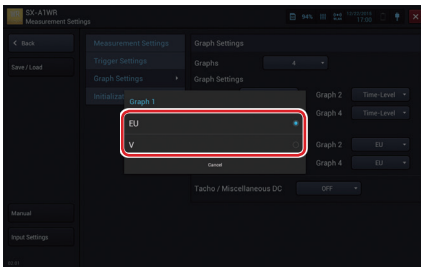 SX-A1WR
Measurement Settings
94%
17:00
< Back
Save / Load
Manual
Input Settings
Measurement Settings
Trigger Settings
Graph Settings
Graph Settings
Graphs 4
Graph Settings
Graph 2 Time-Level
Graph 4 Time-Level
Graph 2 EU
Graph 4 EU
Tacho / Miscellaneous DC OFF
Graph 1
EU
V
Cancel